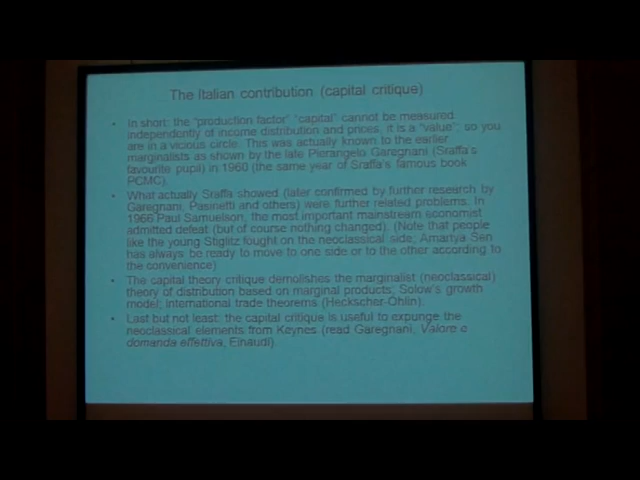 The Italian contribution (capital critique)
• In short: the "production factor" "capital" cannot be measured
independently of income distribution and prices, it is a "value"; so you
are in a vicious circle. This was actually known to the earlier
marginalists as shown by the late Pierangelo Garegnani (Sraffa's
favourite pupil) in 1960 (the same year of Sraffa's famous book
PCMC).
• What actually Sraffa showed (later confirmed by further research by
Garegnani, Pasinetti and others) were further related problems. In
1966 Paul Samuelson, the most important mainstream economist
admitted defeat (but of course nothing changed). (Note that people
like the young Stiglitz fought on the neoclassical side; Amartya Sen
has always be ready to move to one side or to the other according to
the convenience)
• The capital theory critique demolishes the marginalist (neoclassical)
theory of distribution based on marginal products; Solow's growth
model; International trade theorems (Heckscher-Ohlin).
• Last but not least: the capital critique is useful to expunge the
neoclassical elements from Keynes (read Garegnani, Valore e
domanda effettiva, Einaudi).